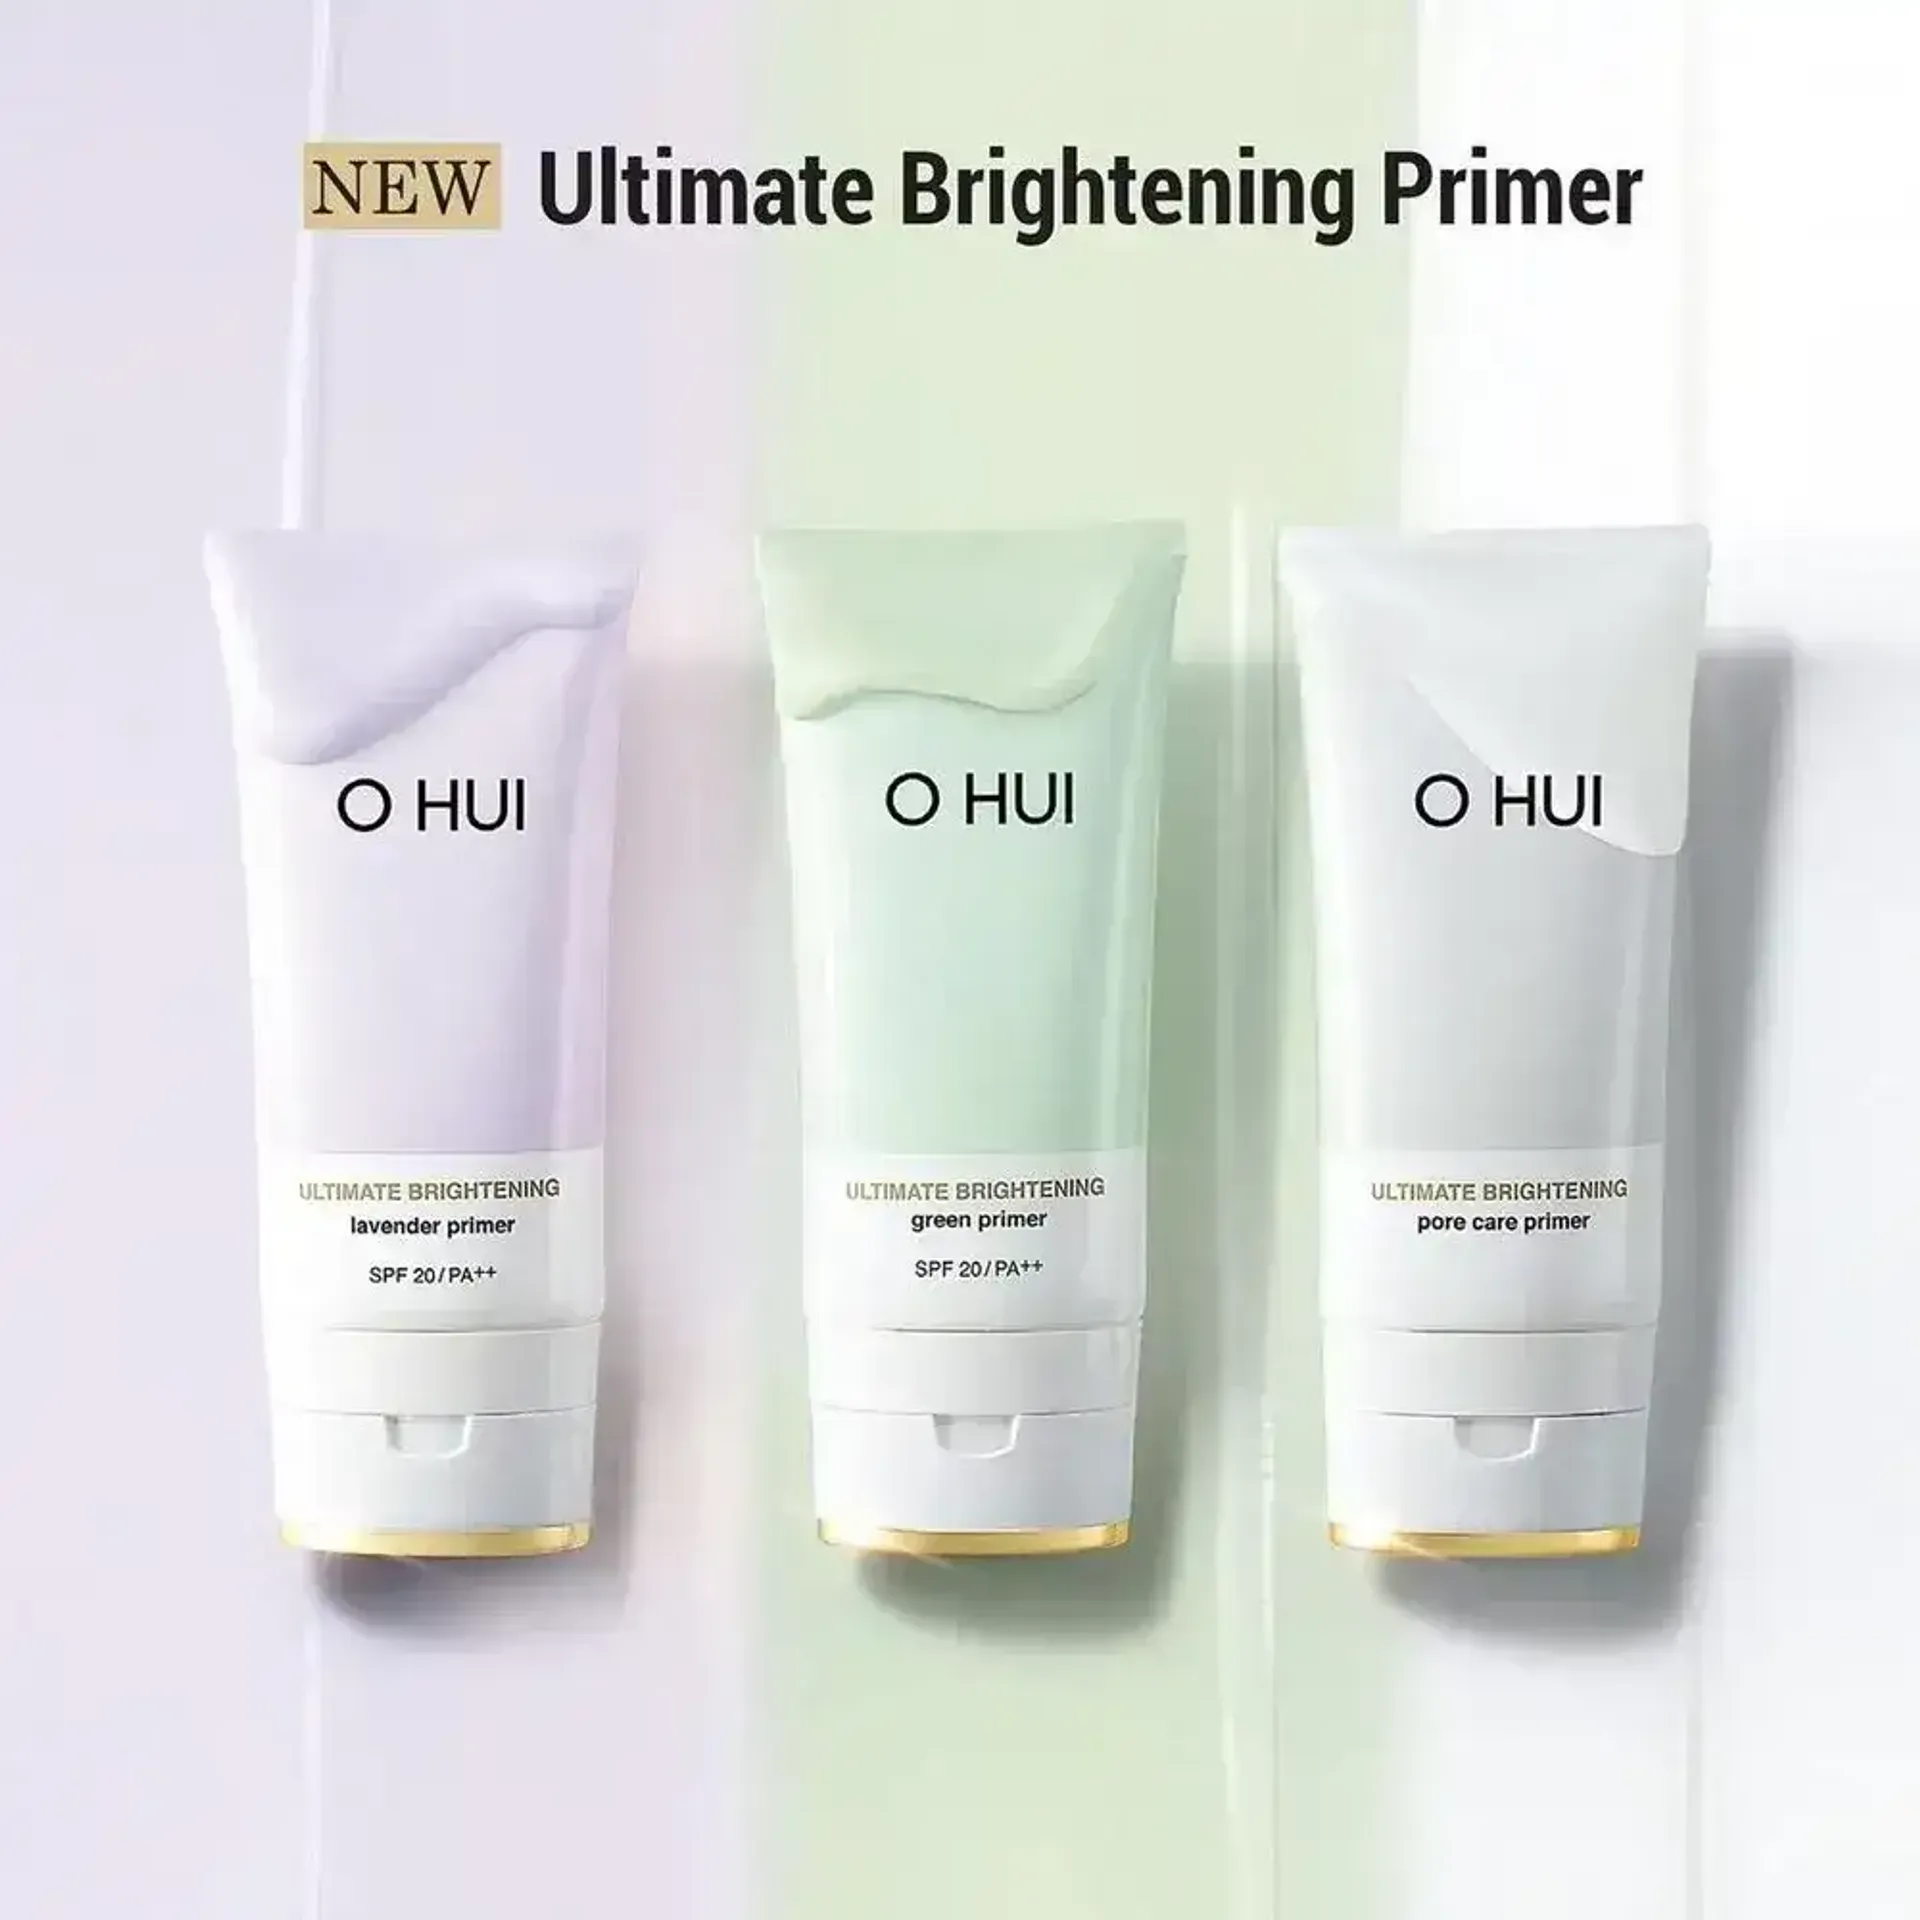 NEW Ultimate Brightening Primer
O HUI
ULTIMATE BRIGHTENING
lavender primer
SPF 20/PA++
O HUI
ULTIMATE BRIGHTENING
green primer
SPF 20/PA++
O HUI
ULTIMATE BRIGHTENING
pore care primer